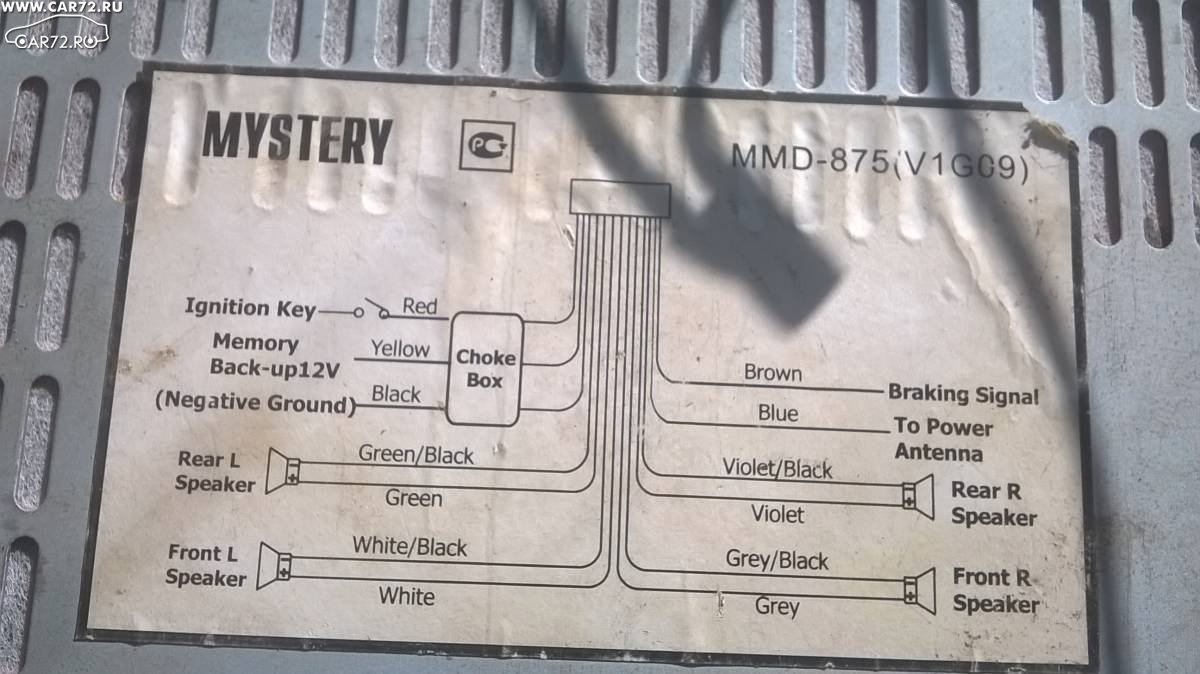 WWW.CAR72.RU
CAR72.RU
MYSTERY
PCT
MMD-875(V1G09)
Ignition Key
Red
Memory
Back-up12V
Yellow
(Negative Ground)
Black
Choke
Box
Brown
Braking Signal
Blue
To Power
Antenna
Rear L
Speaker
Green/Black
Green
Violet/Black
Violet
Rear R
Speaker
Front L
Speaker
White/Black
White
Grey/Black
Grey
Front R
Speaker